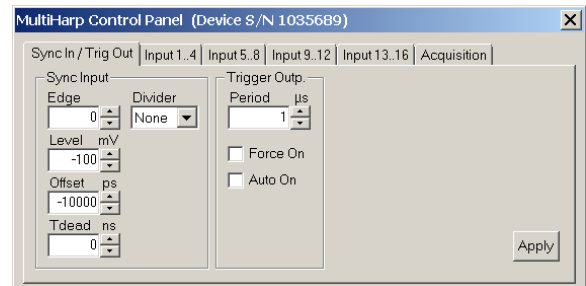 MultiHarp Control Panel (Device S/N 1035689)
Sync In / Trig Out Input 1..4 Input 5..8 Input 9..12 Input 13..16 Acquisition
Sync Input Trigger Outp.
Edge Divider Period µs
0 None 1
Level mV
-100 Force On
Offset ps Auto On
-10000
Tdead ns
0 Apply